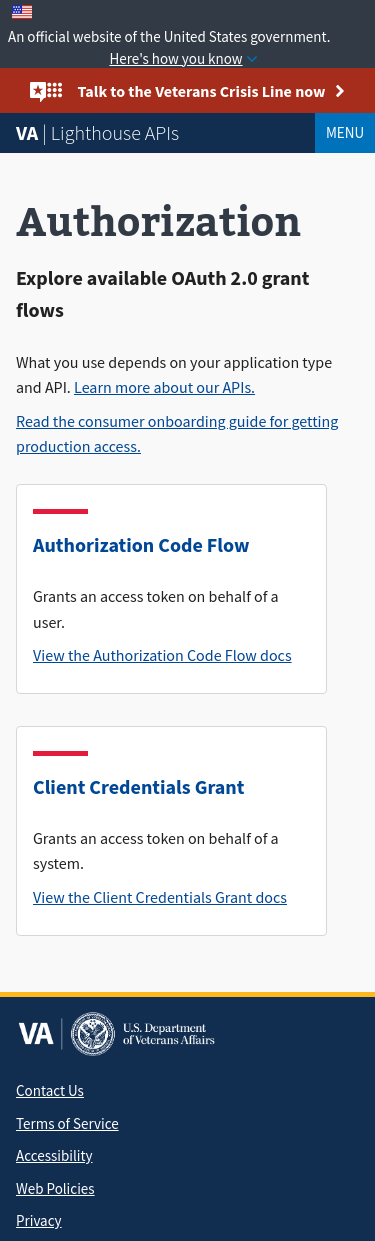 An official website of the United States government.
Here's how you know
Talk to the Veterans Crisis Line now
VA | Lighthouse APIs
MENU
Authorization
Explore available OAuth 2.0 grant
flows
What you use depends on your application type
and API. Learn more about our APIs.
Read the consumer onboarding guide for getting
production access.
Authorization Code Flow
Grants an access token on behalf of a
user.
View the Authorization Code Flow docs
Client Credentials Grant
Grants an access token on behalf of a
system.
View the Client Credentials Grant docs
VA
U.S. Department
of Veterans Affairs
Contact Us
Terms of Service
Accessibility
Web Policies
Privacy